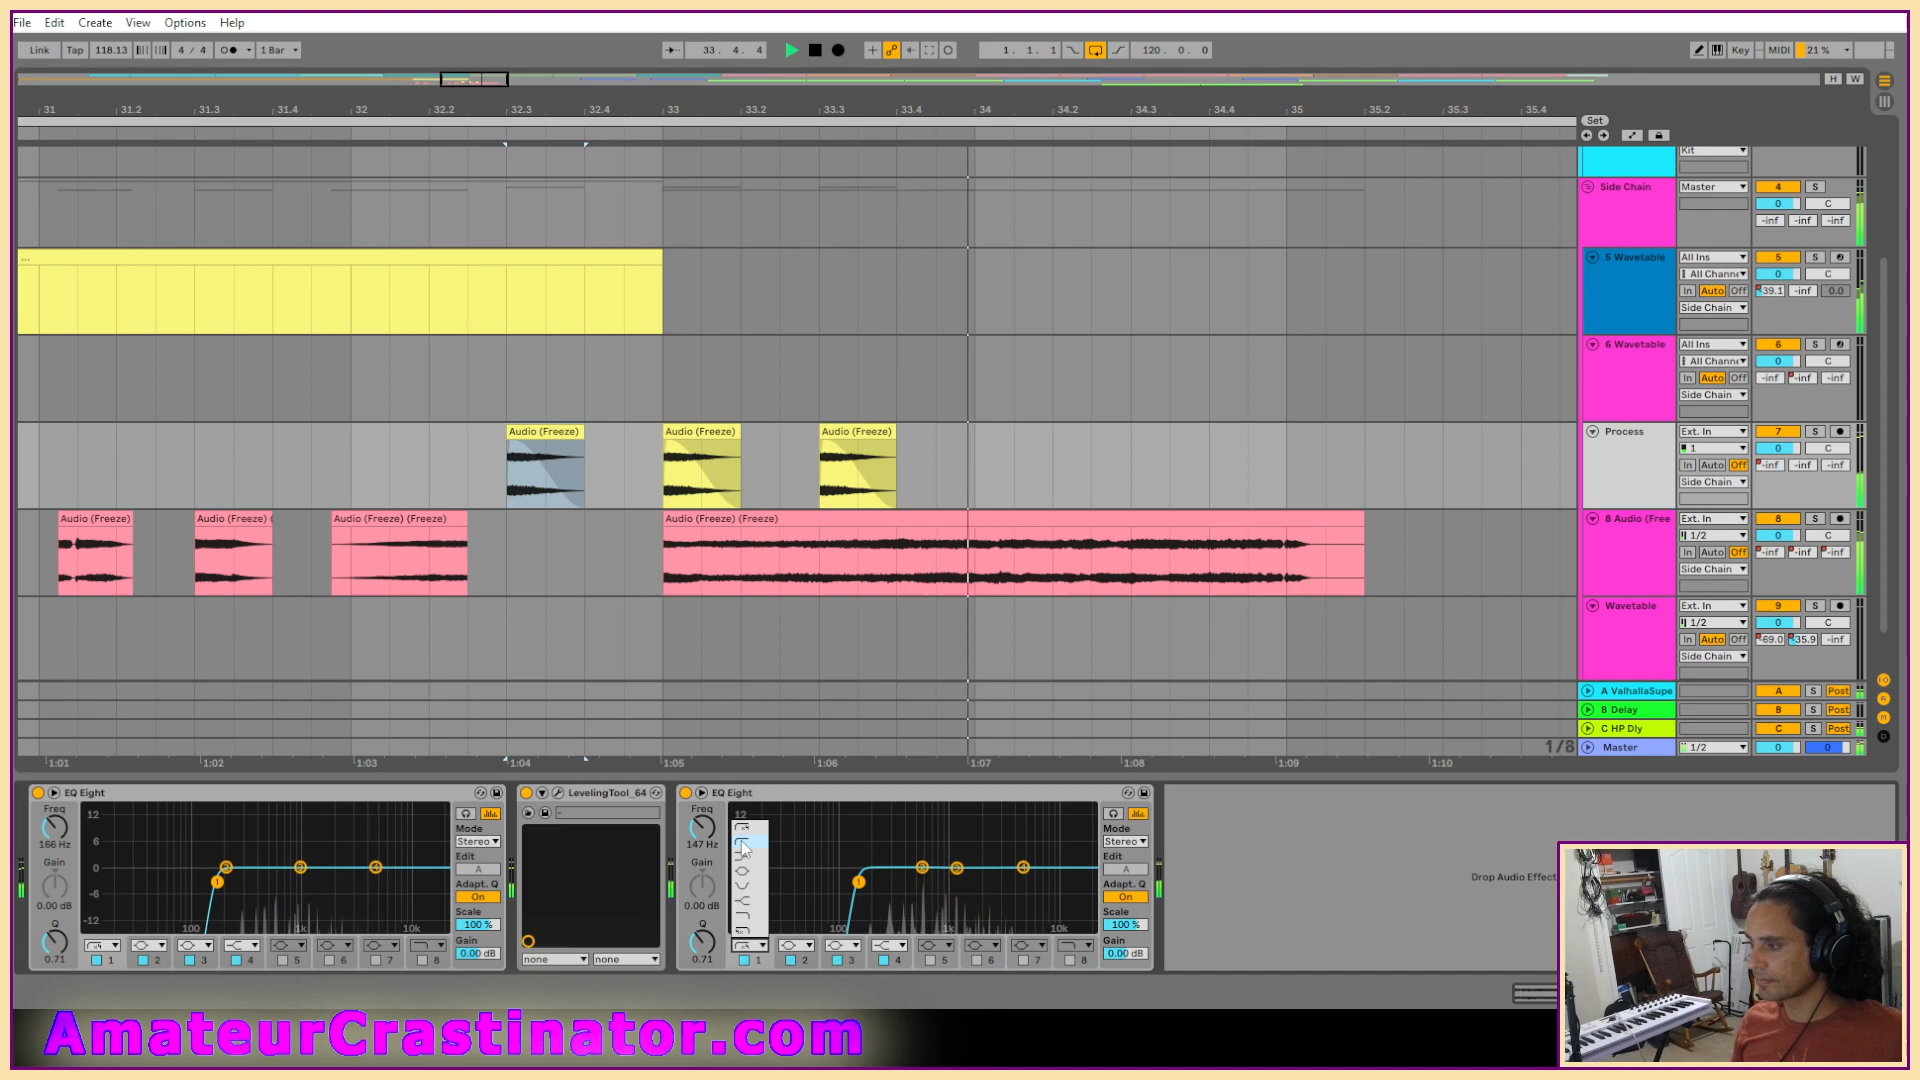 File Edit Create View Options Help
Link Tap 118.13 4 / 4 1 Bar 33 . 4 . 4 1 . 1 . 1 120 . 0 . 0 Key MIDI 21 %
H W
31 31.2 31.3 31.4 32 32.2 32.3 32.4 33 33.2 33.3 33.4 34 34.2 34.3 34.4 35 35.2 35.3 35.4
Set
Kit
Side Chain Master 4 S
0 C
-inf -inf -inf
...
5 Wavetable All Ins 5 S
All Channe 0 C
In Auto Off -39.1 -inf 0.0
Side Chain
6 Wavetable All Ins 6 S
All Channe 0 C
In Auto Off -inf -inf -inf
Side Chain
Audio (Freeze) Audio (Freeze) Audio (Freeze) Process Ext. In 7 S
1 0 C
In Auto Off -inf -inf -inf
Side Chain
Audio (Freeze) Audio (Freeze) ( Audio (Freeze) (Freeze) Audio (Freeze) (Freeze) 8 Audio (Free Ext. In 8 S
1/2 0 C
In Auto Off -inf -inf -inf
Side Chain
Wavetable Ext. In 9 S
1/2 0 C
In Auto Off -69.0 -35.9 -inf
Side Chain
A ValhallaSupe A S Post
B Delay B S Post
C HP Dly C S Post
1/8 Master 1/2 0 0
1:01 1:02 1:03 1:04 1:05 1:06 1:07 1:08 1:09 1:10
EQ Eight
Freq
166 Hz
Gain
0.00 dB
Q
0.71
12
6
0
-6
-12
100 1k 10k
1 2 3 4 5 6 7 8
Mode
Stereo
Edit
A
Adapt. Q
On
Scale
100 %
Gain
0.00 dB
LevelingTool_64
-
none none
EQ Eight
Freq
147 Hz
Gain
0.00 dB
Q
0.71
12
100 1k 10k
1 2 3 4 5 6 7 8
Mode
Stereo
Edit
A
Adapt. Q
On
Scale
100 %
Gain
0.00 dB
Drop Audio Effect
AmateurCrastinator.com